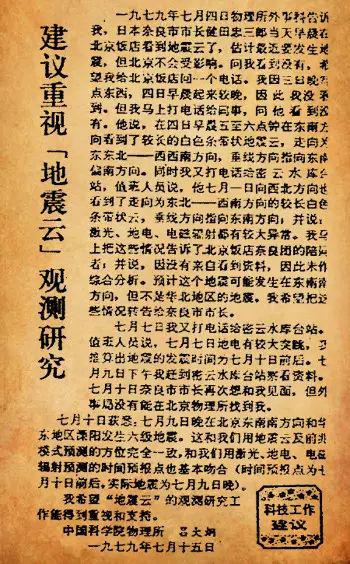 建议重视「地震云」观测研究
一九七九年七月四日物理所外事科告诉
我，日本奈良市市长健田忠三郎当天早晨在
北京饭店看到地震云了，估计最近要发生地
震，但北京不会受影响。问我看到没有，希
望我给北京饭店回一个电话。我因三日晚有
点东西，四日早晨起来较晚，因此我没看
到。但我马上打电话给同事，问他看到没
有。他说，在四日早晨五至六点钟在东南方
向看到了较长的白色条带状地震云，走向为
东东北——西西南方向，垂线方向指向东南
偏南方向。同时我又打电话给密云水库台
站，值班人员说，他七月一日向西北方向也
看到了走向为东北——西南方向的较长白色
条带状云，垂线方向指向东南方向；并说：
激光、地电、电磁辐射都有较大异常。我马
上把这些情况告诉了北京饭店奈良团的陪同
者；并说，因没有亲自看到资料，因此未作
综合分析。预计这个地震可能发生在东南
方向，但不是华北地区的地震。我希望把这
些情况转告给奈良市市长。
七月七日我又打电话给密云水库台站。
值班人员说，七月七日地电有较大突跳，又
推算出地震的发震时间为七月十日前后。七
月九日下午我赶到密云水库台站察看资料。
七月十日奈良市市长再次想和我见面，但外
事局没有能在北京物理所找到我。
七月十日获悉：七月九日晚在北京东南南方向和华
东地区溧阳发生六级地震。这和我们用地震云及前兆
模式预测的方位完全一致，和我们用激光、地电、电磁
辐射预测的时间预报点也基本吻合（时间预报点为七
月十日前后，实际地震为七月九日晚）。
我希望“地震云”的观测研究工
作能得到重视和支持。
中国科学院物理所 吕大炯
一九七九年七月十五日
科技工作
建议